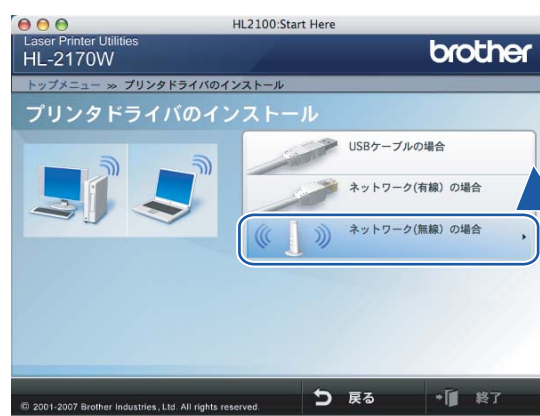 HL2100:Start Here
Laser Printer Utilities
HL-2170W
brother
トップメニュー >> プリンタドライバのインストール
プリンタドライバのインストール
USBケーブルの場合
ネットワーク(有線)の場合
ネットワーク(無線)の場合
© 2001-2007 Brother Industries, Ltd. All rights reserved.
戻る
終了